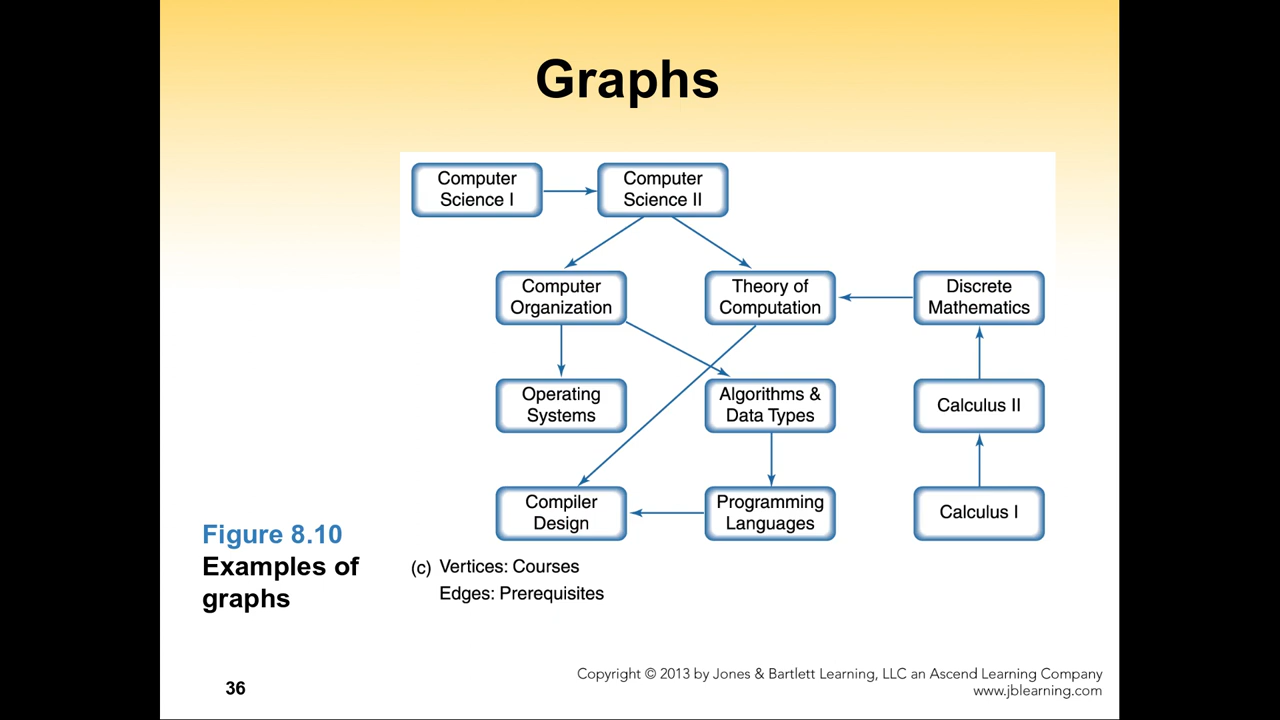 Graphs
Computer
Science I
Computer
Science II
Computer
Organization
Theory of
Computation
Discrete
Mathematics
Operating
Systems
Algorithms &
Data Types
Calculus II
Compiler
Design
Programming
Languages
Calculus I
Figure 8.10
Examples of
graphs
(c) Vertices: Courses
Edges: Prerequisites
36
Copyright © 2013 by Jones & Bartlett Learning, LLC an Ascend Learning Company
www.jblearning.com